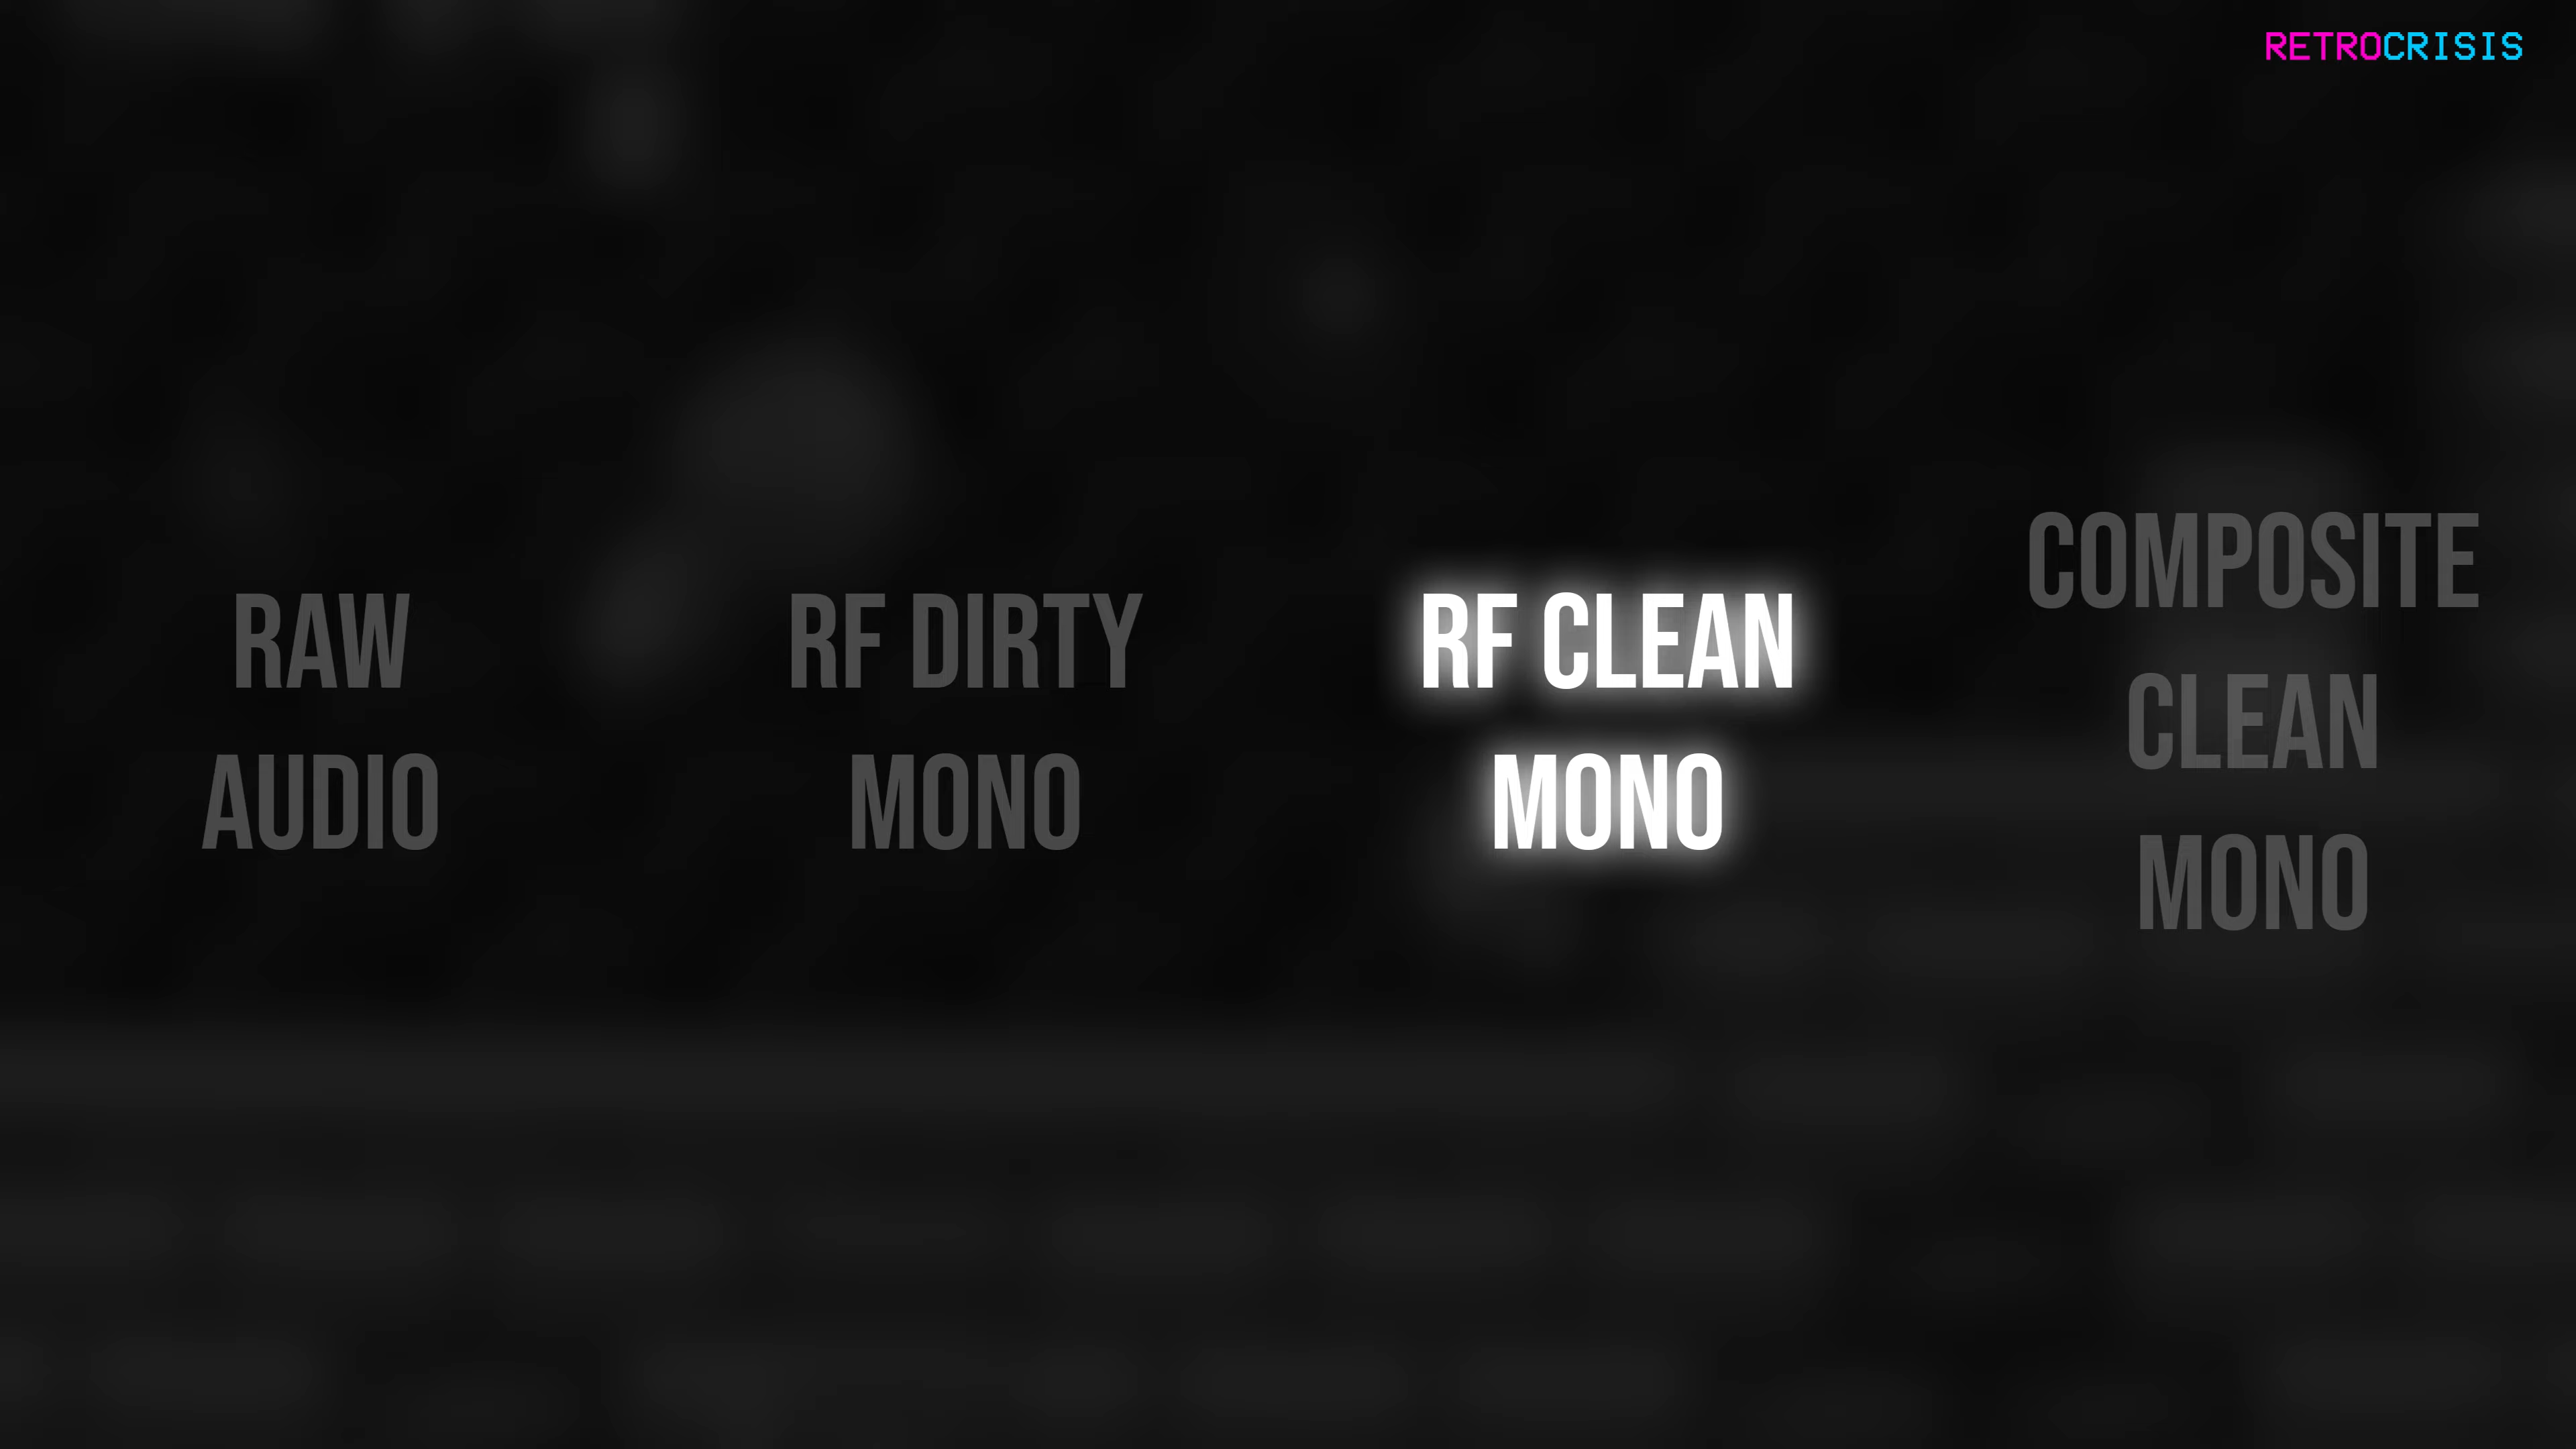 RETROCRISIS
RAW
AUDIO
RF DIRTY
MONO
RF CLEAN
MONO
COMPOSITE
CLEAN
MONO